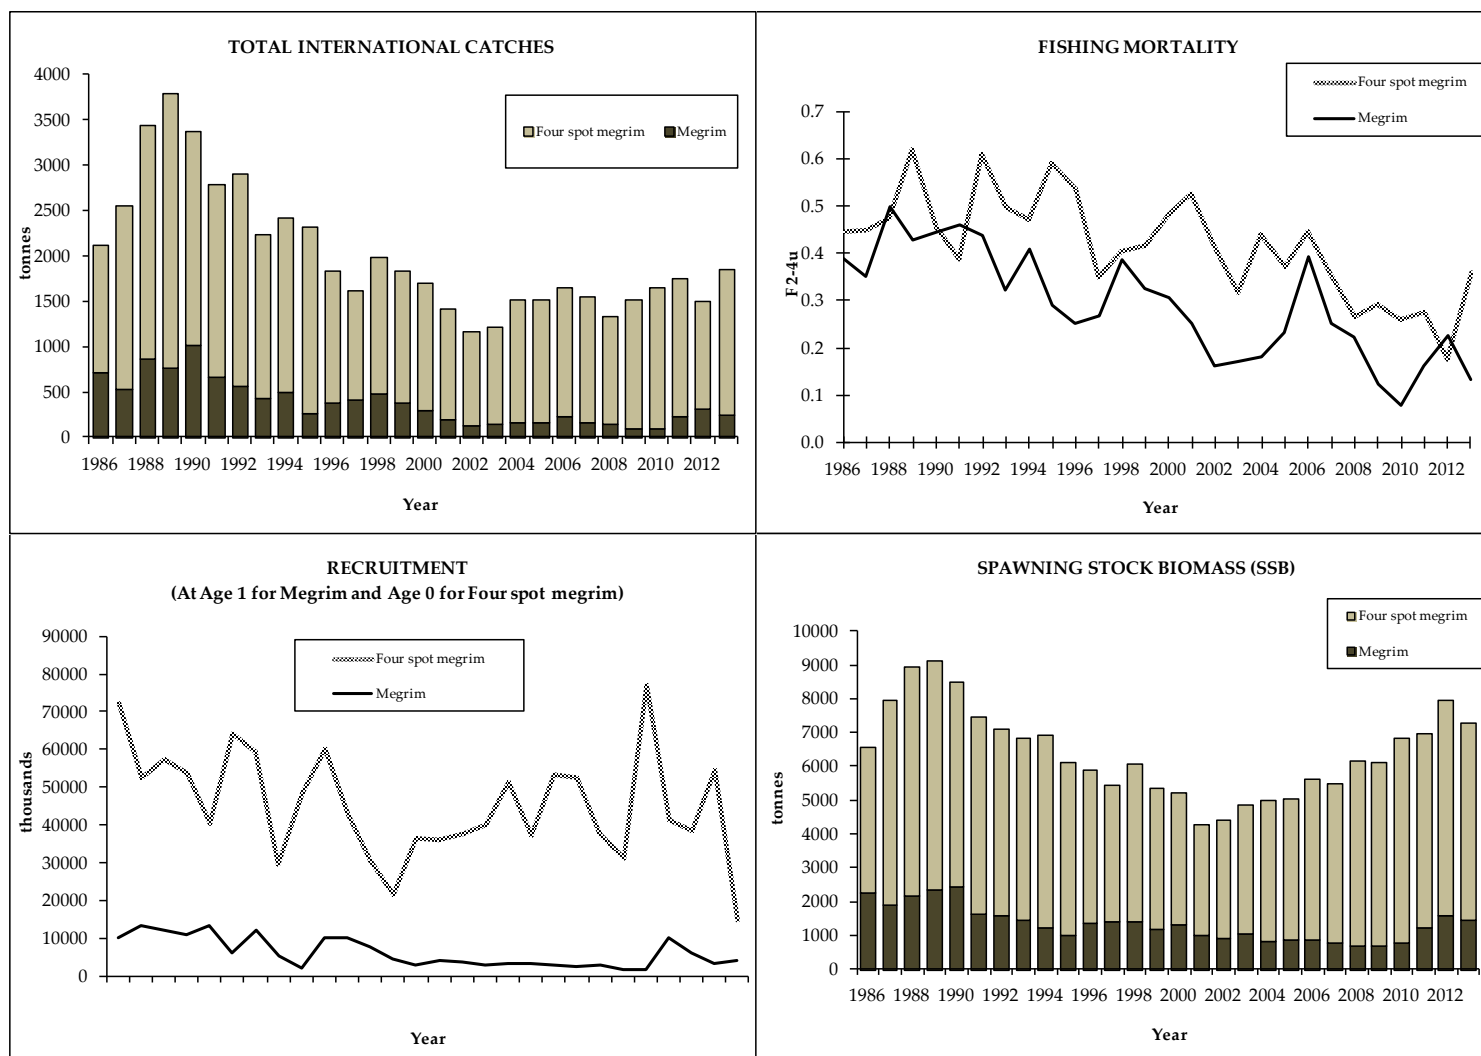 TOTAL INTERNATIONAL CATCHES
4000
3500
3000
2500
2000
1500
1000
500
0
tonnes
Four spot megrim Megrim
1986 1988 1990 1992 1994 1996 1998 2000 2002 2004 2006 2008 2010 2012
Year
FISHING MORTALITY
Four spot megrim
Megrim
0.7
0.6
0.5
0.4
0.3
0.2
0.1
0.0
F 2-4u
1986 1988 1990 1992 1994 1996 1998 2000 2002 2004 2006 2008 2010 2012
Year
RECRUITMENT
(At Age 1 for Megrim and Age 0 for Four spot megrim)
90000
80000
70000
60000
50000
40000
30000
20000
10000
0
thousands
Four spot megrim
Megrim
Year
SPAWNING STOCK BIOMASS (SSB)
Four spot megrim
Megrim
10000
9000
8000
7000
6000
5000
4000
3000
2000
1000
0
tonnes
1986 1988 1990 1992 1994 1996 1998 2000 2002 2004 2006 2008 2010 2012
Year